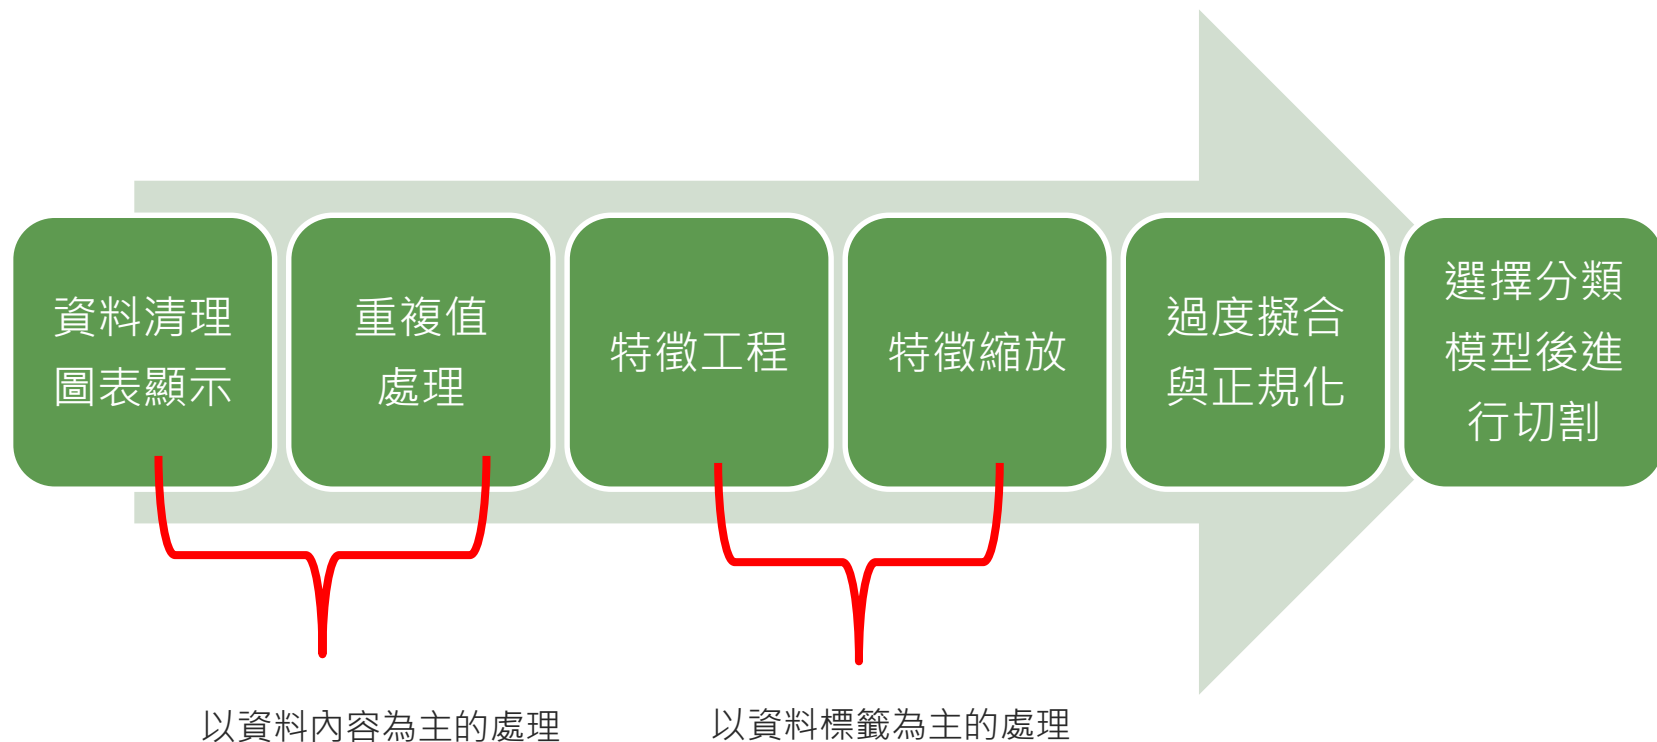 資料清理
圖表顯示
重複值
處理
特徵工程
特徵縮放
過度擬合
與正規化
選擇分類
模型後進
行切割
以資料內容為主的處理
以資料標籤為主的處理